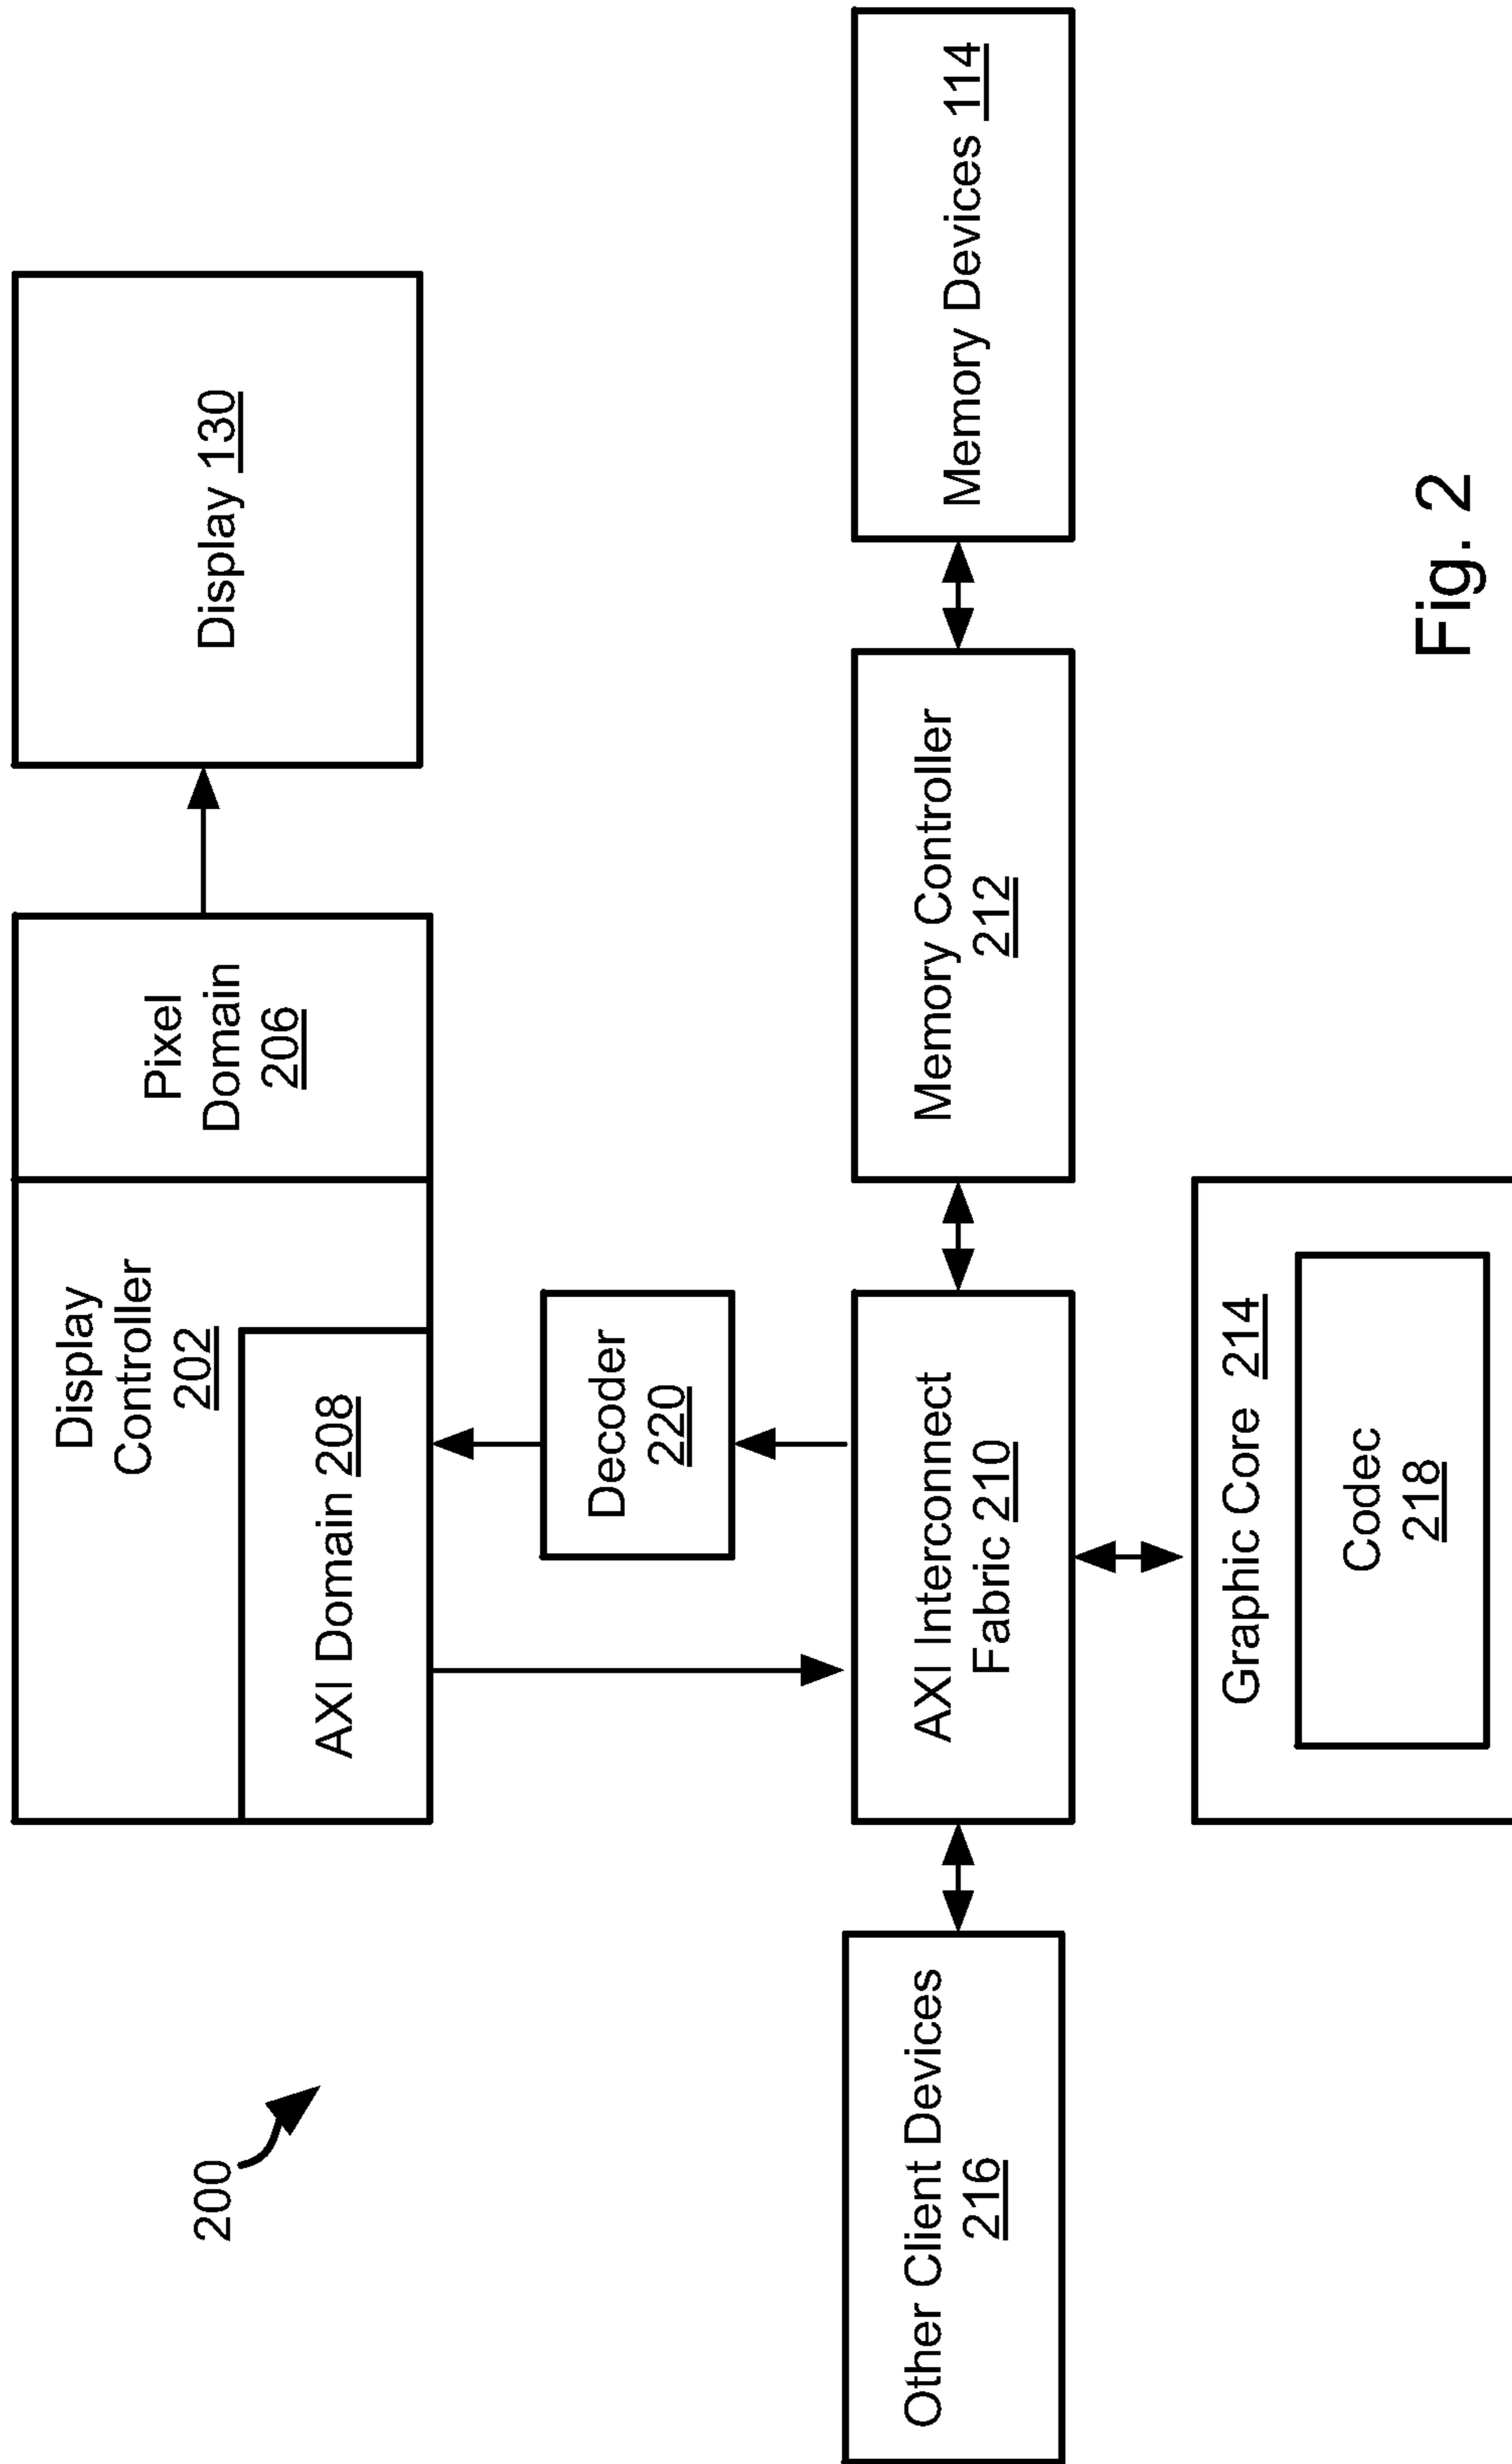 200
Display
Controller
202
Pixel
Domain
206
Display 130
AXI Domain 208
Decoder
220
Other Client Devices
216
AXI Interconnect
Fabric 210
Memory Controller
212
Memory Devices 114
Graphic Core 214
Codec
218
Fig. 2